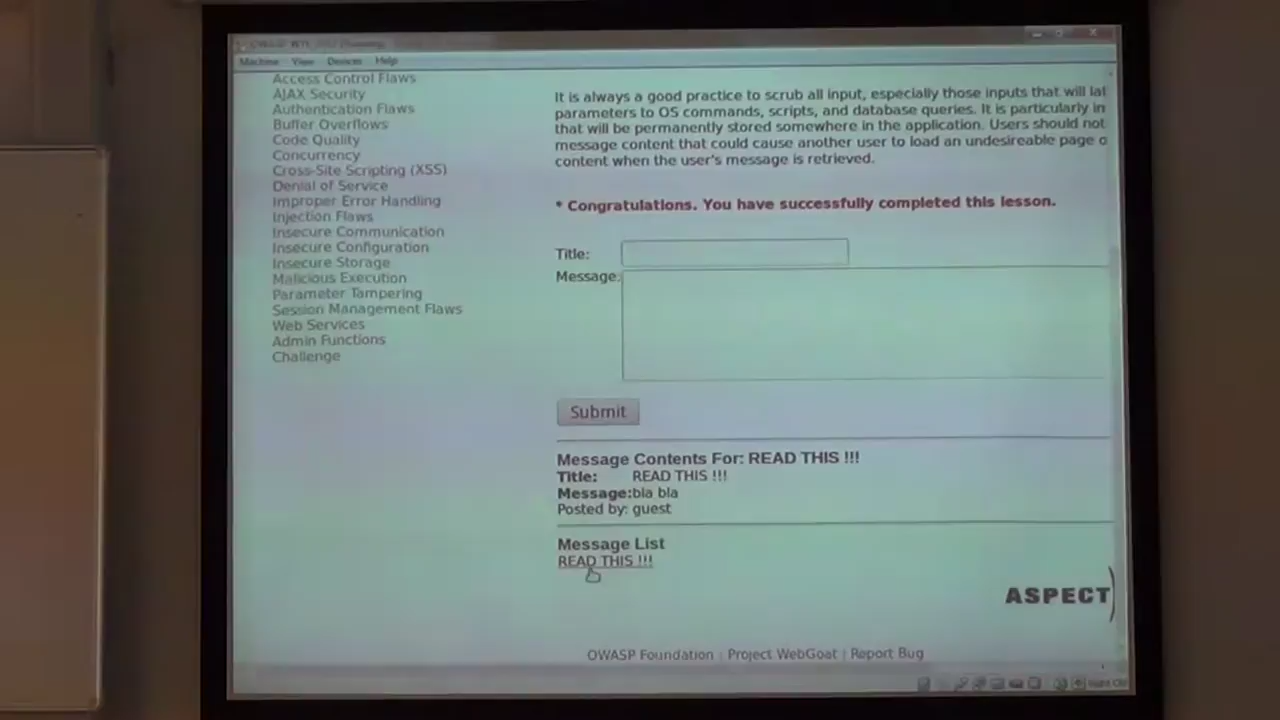 Machine View Devices Help
Access Control Flaws
AJAX Security
Authentication Flaws
Buffer Overflows
Code Quality
Concurrency
Cross-Site Scripting (XSS)
Denial of Service
Improper Error Handling
Injection Flaws
Insecure Communication
Insecure Configuration
Insecure Storage
Malicious Execution
Parameter Tampering
Session Management Flaws
Web Services
Admin Functions
Challenge
It is always a good practice to scrub all input, especially those inputs that will lat
parameters to OS commands, scripts, and database queries. It is particularly in
that will be permanently stored somewhere in the application. Users should not
message content that could cause another user to load an undesireable page o
content when the user's message is retrieved.
* Congratulations. You have successfully completed this lesson.
Title:
Message:
Submit
Message Contents For: READ THIS !!!
Title: READ THIS !!!
Message:bla bla
Posted by: guest
Message List
READ THIS !!!
ASPECT)
OWASP Foundation | Project WebGoat | Report Bug